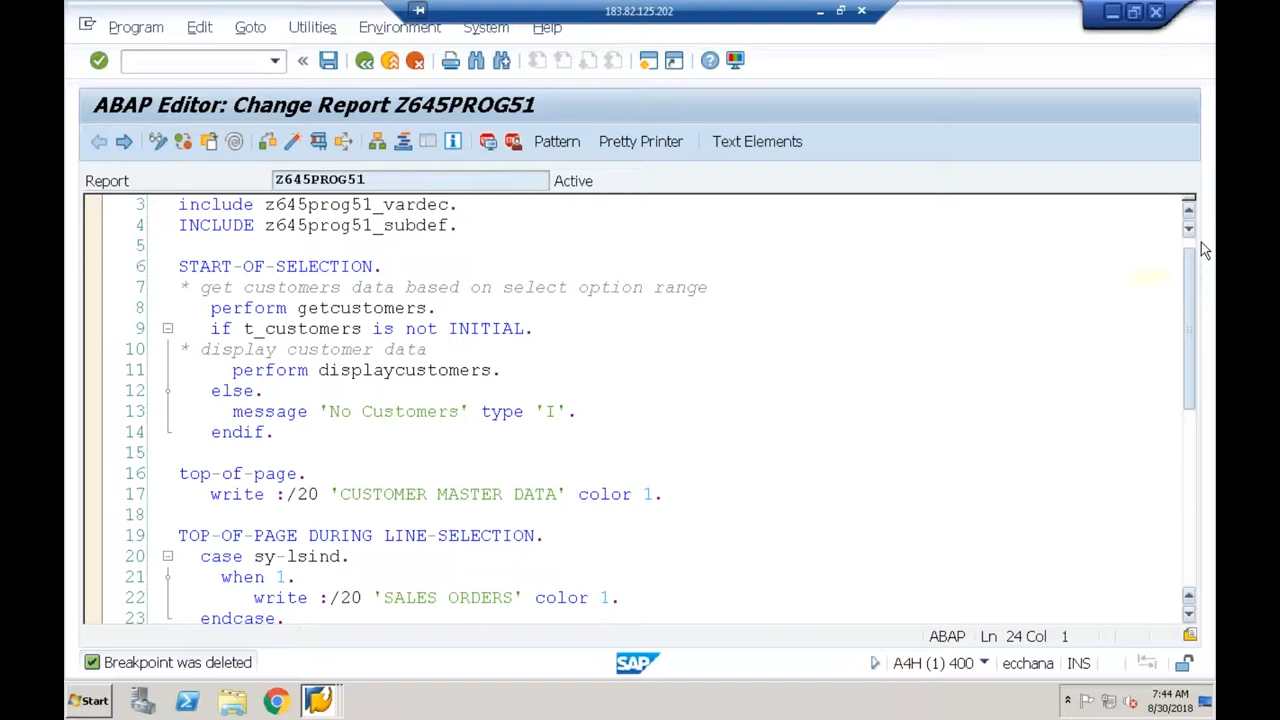 183.82.125.202
Program Edit Goto Utilities Environment System Help
ABAP Editor: Change Report Z645PROG51
Pattern Pretty Printer Text Elements
Report Z645PROG51 Active
3 include z645prog51_vardec.
4 INCLUDE z645prog51_subdef.
5
6 START-OF-SELECTION.
7 * get customers data based on select option range
8 perform getcustomers.
9 if t_customers is not INITIAL.
10 * display customer data
11 perform displaycustomers.
12 else.
13 message 'No Customers' type 'I'.
14 endif.
15
16 top-of-page.
17 write :/20 'CUSTOMER MASTER DATA' color 1.
18
19 TOP-OF-PAGE DURING LINE-SELECTION.
20 case sy-lsind.
21 when 1.
22 write :/20 'SALES ORDERS' color 1.
23 endcase.
ABAP Ln 24 Col 1
Breakpoint was deleted SAP A4H (1) 400 ecchana INS
Start 7:44 AM
8/30/2018